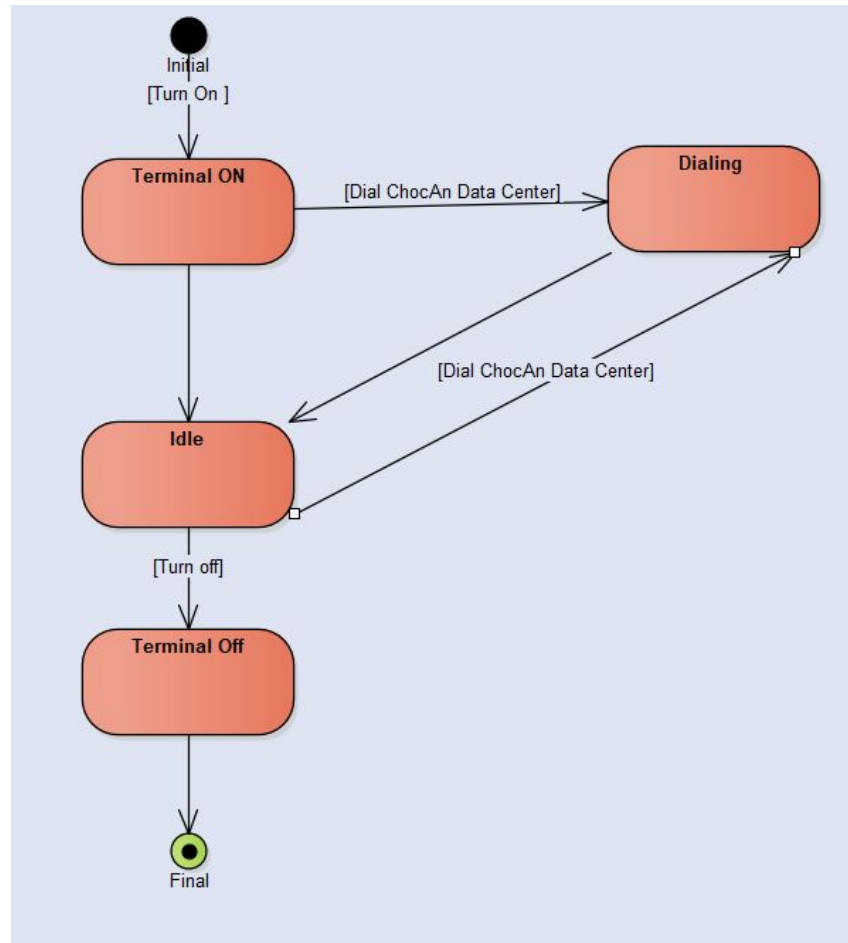 Initial
[Turn On ]
Terminal ON
[Dial ChocAn Data Center]
Dialing
[Dial ChocAn Data Center]
Idle
[Turn off]
Terminal Off
Final